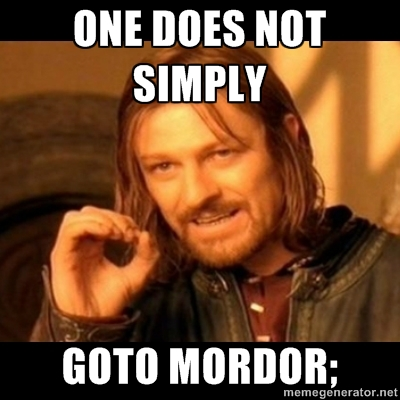 ONE DOES NOT
SIMPLY
GOTO MORDOR;
memegenerator.net